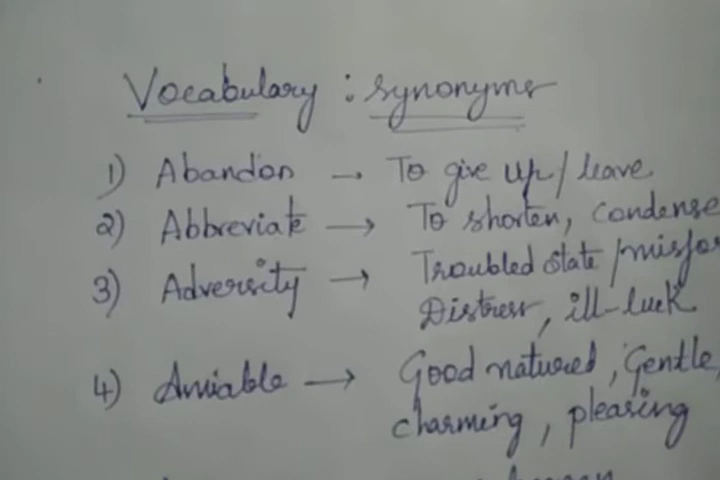 Vocabulary : synonyms
1) Abandon → To give up / leave
2) Abbreviate → To shorten, condense
3) Adversity → Troubled state /misfor
Distress, ill-luck
4) Amiable → Good natured, Gentle,
charming, pleasing